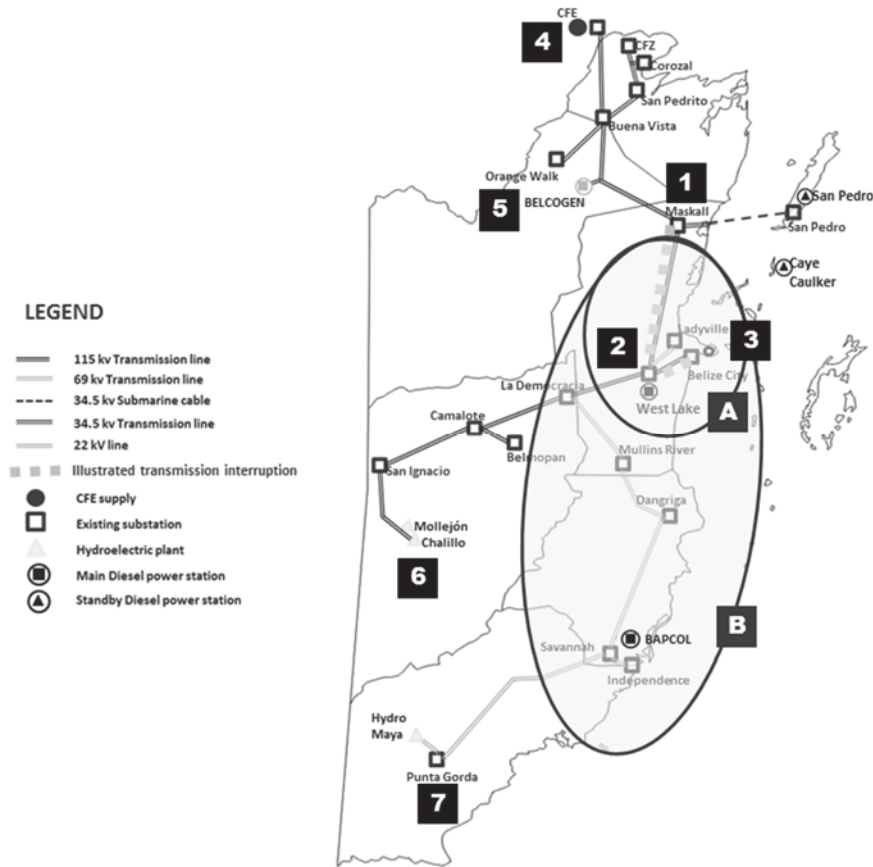 CFE
4
CFZ
Corozal
San Pedrito
Buena Vista
Orange Walk
5
BELCOGEN
1
Maskall
San Pedro
San Pedro
Caye
Caulker
LEGEND
115 kv Transmission line
69 kv Transmission line
34.5 kv Submarine cable
34.5 kv Transmission line
22 kV line
Illustrated transmission interruption
CFE supply
Existing substation
Hydroelectric plant
Main Diesel power station
Standby Diesel power station
Ladyville
3
2
Belize City
La Democracia
West Lake
A
Camalote
Belmopan
San Ignacio
Mullins River
Dangriga
Mollejón
Chalillo
6
B
Savannah
BAPCOL
Independence
Hydro
Maya
Punta Gorda
7